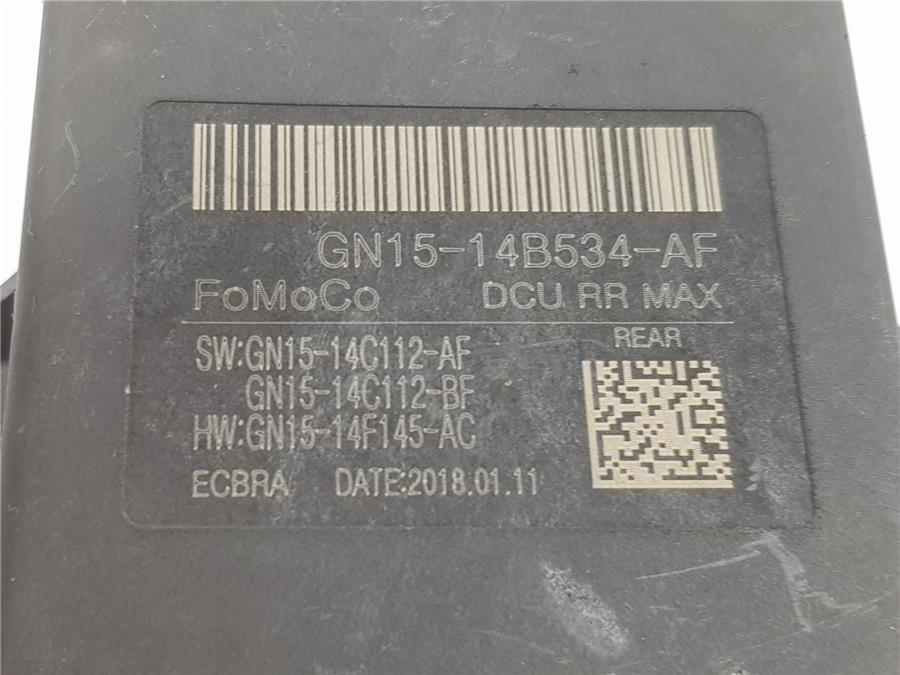 GN15-14B534-AF
FoMoCo DCU RR MAX
REAR
SW:GN15-14C112-AF
GN15-14C112-BF
HW:GN15-14F145-AC
ECBRA DATE:2018.01.11